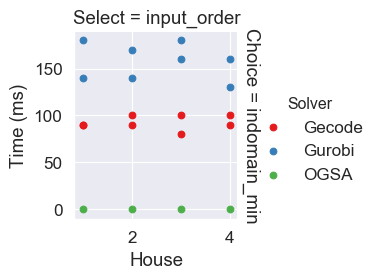 Select = input_order
Choice = indomain_min
Time (ms)
150
100
50
0
2
4
House
Solver
Gecode
Gurobi
OGSA